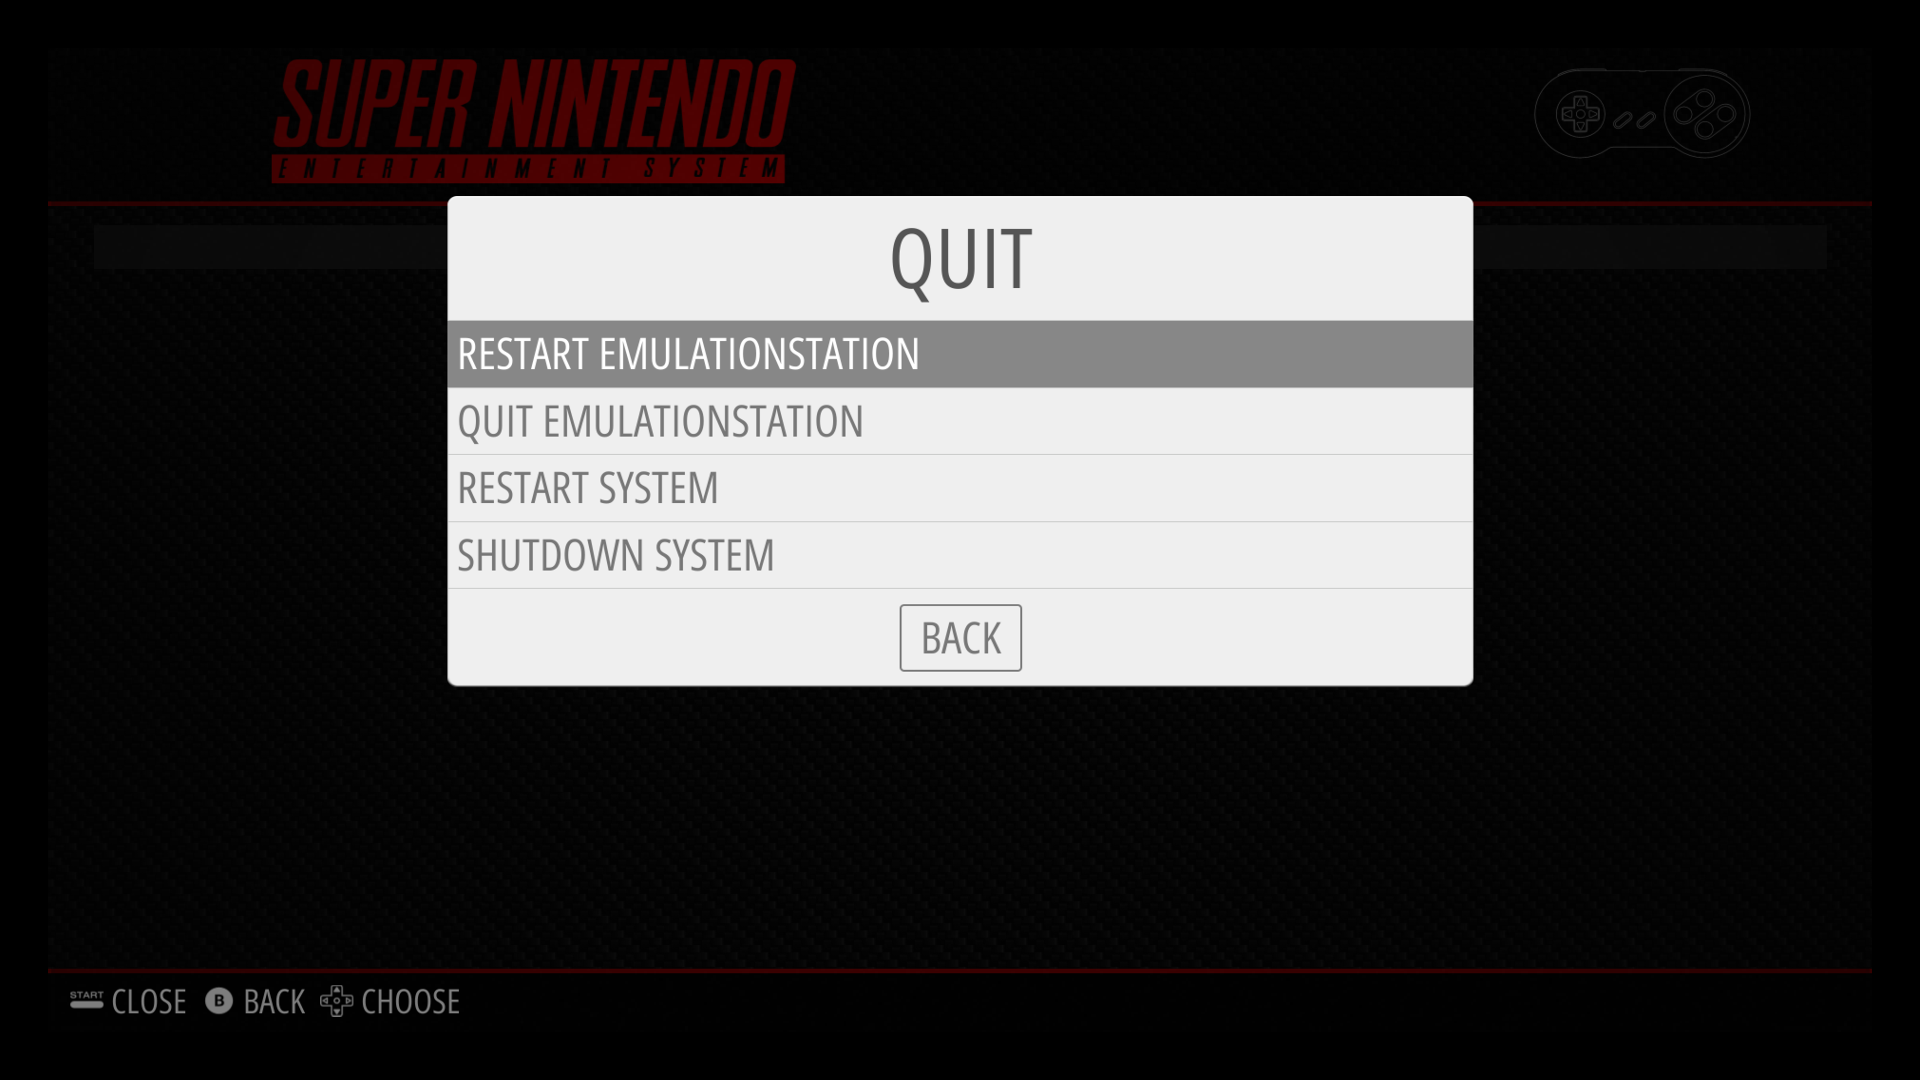 SUPER NINTENDO
ENTERTAINMENT SYSTEM
QUIT
RESTART EMULATIONSTATION
QUIT EMULATIONSTATION
RESTART SYSTEM
SHUTDOWN SYSTEM
BACK
START CLOSE B BACK CHOOSE